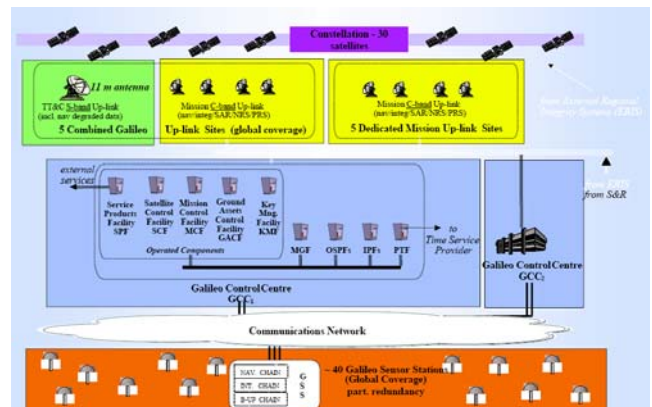 Constellation - 30
satellites
11 m antenna
TT&C S-band Up-link
(incl. nav degraded data)
5 Combined Galileo
Mission C-band Up-link
(nav/integ/SAR/NRS/PRS)
Up-link Sites (global coverage)
Mission C-band Up-link
(nav/integ/SAR/NRS/PRS)
5 Dedicated Mission Up-link Sites
from External Regional
Integrity Systems (ERIS)
from S&R
external
services
Service
Products
Facility
SPF
Satellite
Control
Facility
SCF
Mission
Control
Facility
MCF
Ground
Assets
Control
Facility
GACF
Key
Mng.
Faciliy
KMF
Operated Components
MGF
OSPFs
IPFs
PTF
to
Time Service
Provider
Galileo Control Centre
GCC1
Galileo Control Centre
GCC2
Communications Network
NAV. CHAIN
INT. CHAIN
B-UP CHAIN
G
S
S
~ 40 Galileo Sensor Stations
(Global Coverage)
part. redundancy